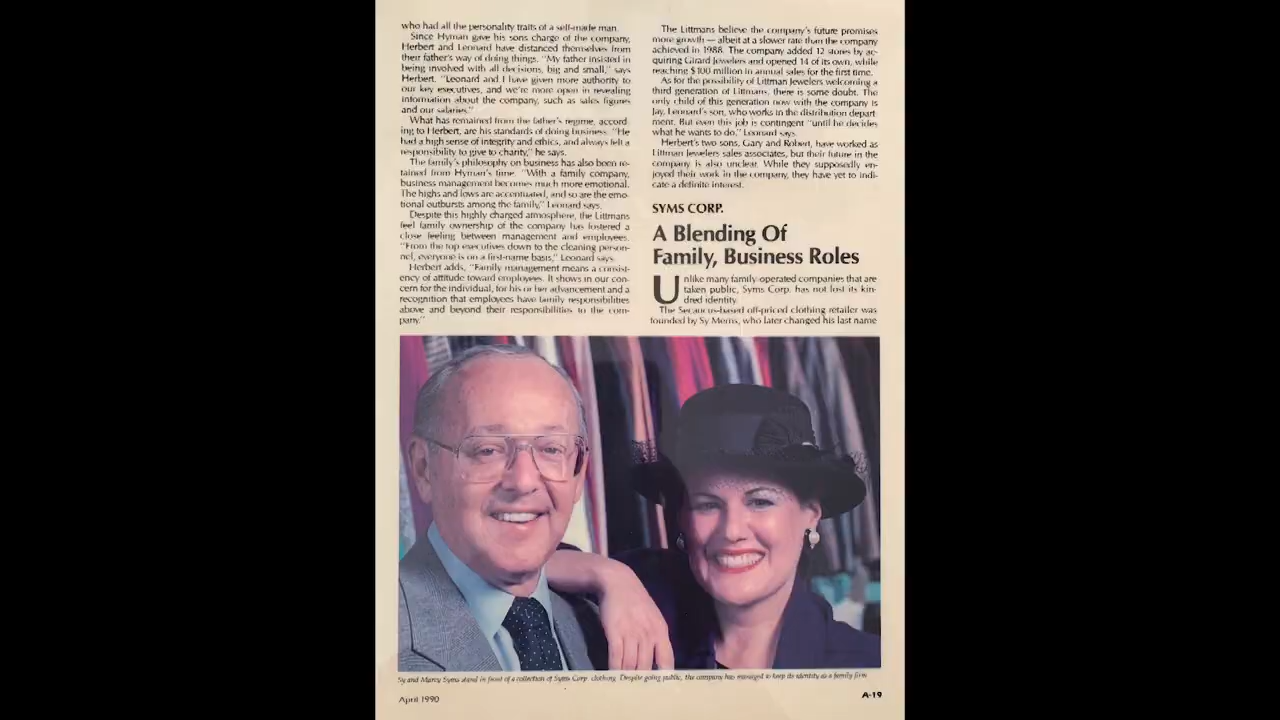 who had all the personality traits of a self-made man.
Since Hyman gave his sons charge of the company,
Herbert and Leonard have distanced themselves from
their father's way of doing things. "My father insisted in
being involved with all decisions, big and small," says
Herbert. "Leonard and I have given more authority to
our key executives, and we're more open in revealing
information about the company, such as sales figures
and our salaries."
What has remained from the father's regime, accord-
ing to Herbert, are his standards of doing business. "He
had a high sense of integrity and ethics, and always felt a
responsibility to give to charity," he says.
The family's philosophy on business has also been re-
tained from Hyman's time. "With a family company,
business management becomes much more emotional.
The highs and lows are accentuated, and so are the emo-
tional outbursts among the family," Leonard says.
Despite this highly charged atmosphere, the Littmans
feel family ownership of the company has fostered a
close feeling between management and employees.
"From the top executives down to the cleaning person-
nel, everyone is on a first-name basis," Leonard says.
Herbert adds, "Family management means a consist-
ency of attitude toward employees. It shows in our con-
cern for the individual, for his or her advancement and a
recognition that employees have family responsibilities
above and beyond their responsibilities to the com-
pany."
The Littmans believe the company's future promises
more growth — albeit at a slower rate than the company
achieved in 1988. The company added 12 stores by ac-
quiring Girard Jewelers and opened 14 of its own, while
reaching $100 million in annual sales for the first time.
As for the possibility of Littman Jewelers welcoming a
third generation of Littmans, there is some doubt. The
only child of this generation now with the company is
Jay, Leonard's son, who works in the distribution depart-
ment. But even this job is contingent "until he decides
what he wants to do," Leonard says.
Herbert's two sons, Gary and Robert, have worked as
Littman Jewelers sales associates, but their future in the
company is also unclear. While they supposedly en-
joyed their work in the company, they have yet to indi-
cate a definite interest.
SYMS CORP.
A Blending Of
Family, Business Roles
Unlike many family-operated companies that are
taken public, Syms Corp. has not lost its kin-
dred identity.
The Secaucus-based off-priced clothing retailer was
founded by Sy Merns, who later changed his last name
Sy and Marcy Syms stand in front of a collection of Syms Corp. clothing. Despite going public, the company has managed to keep its identity as a family firm.
April 1990
A-19